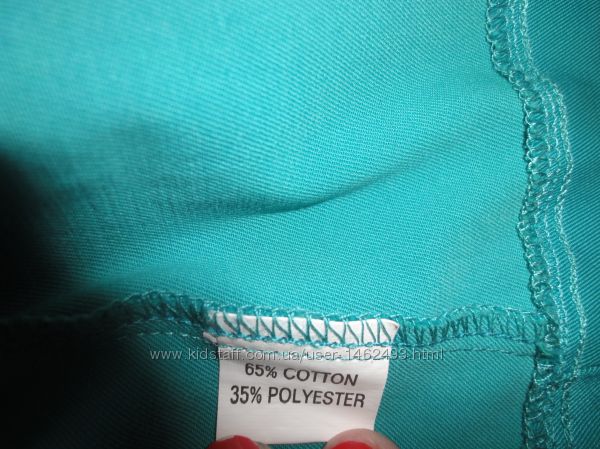 www.kidstaff.com.ua/user-1462493.html
65% COTTON
35% POLYESTER